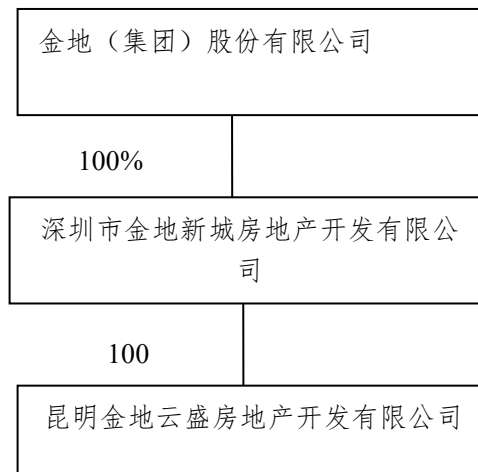 金地（集团）股份有限公司
100%
深圳市金地新城房地产开发有限公
司
100
昆明金地云盛房地产开发有限公司